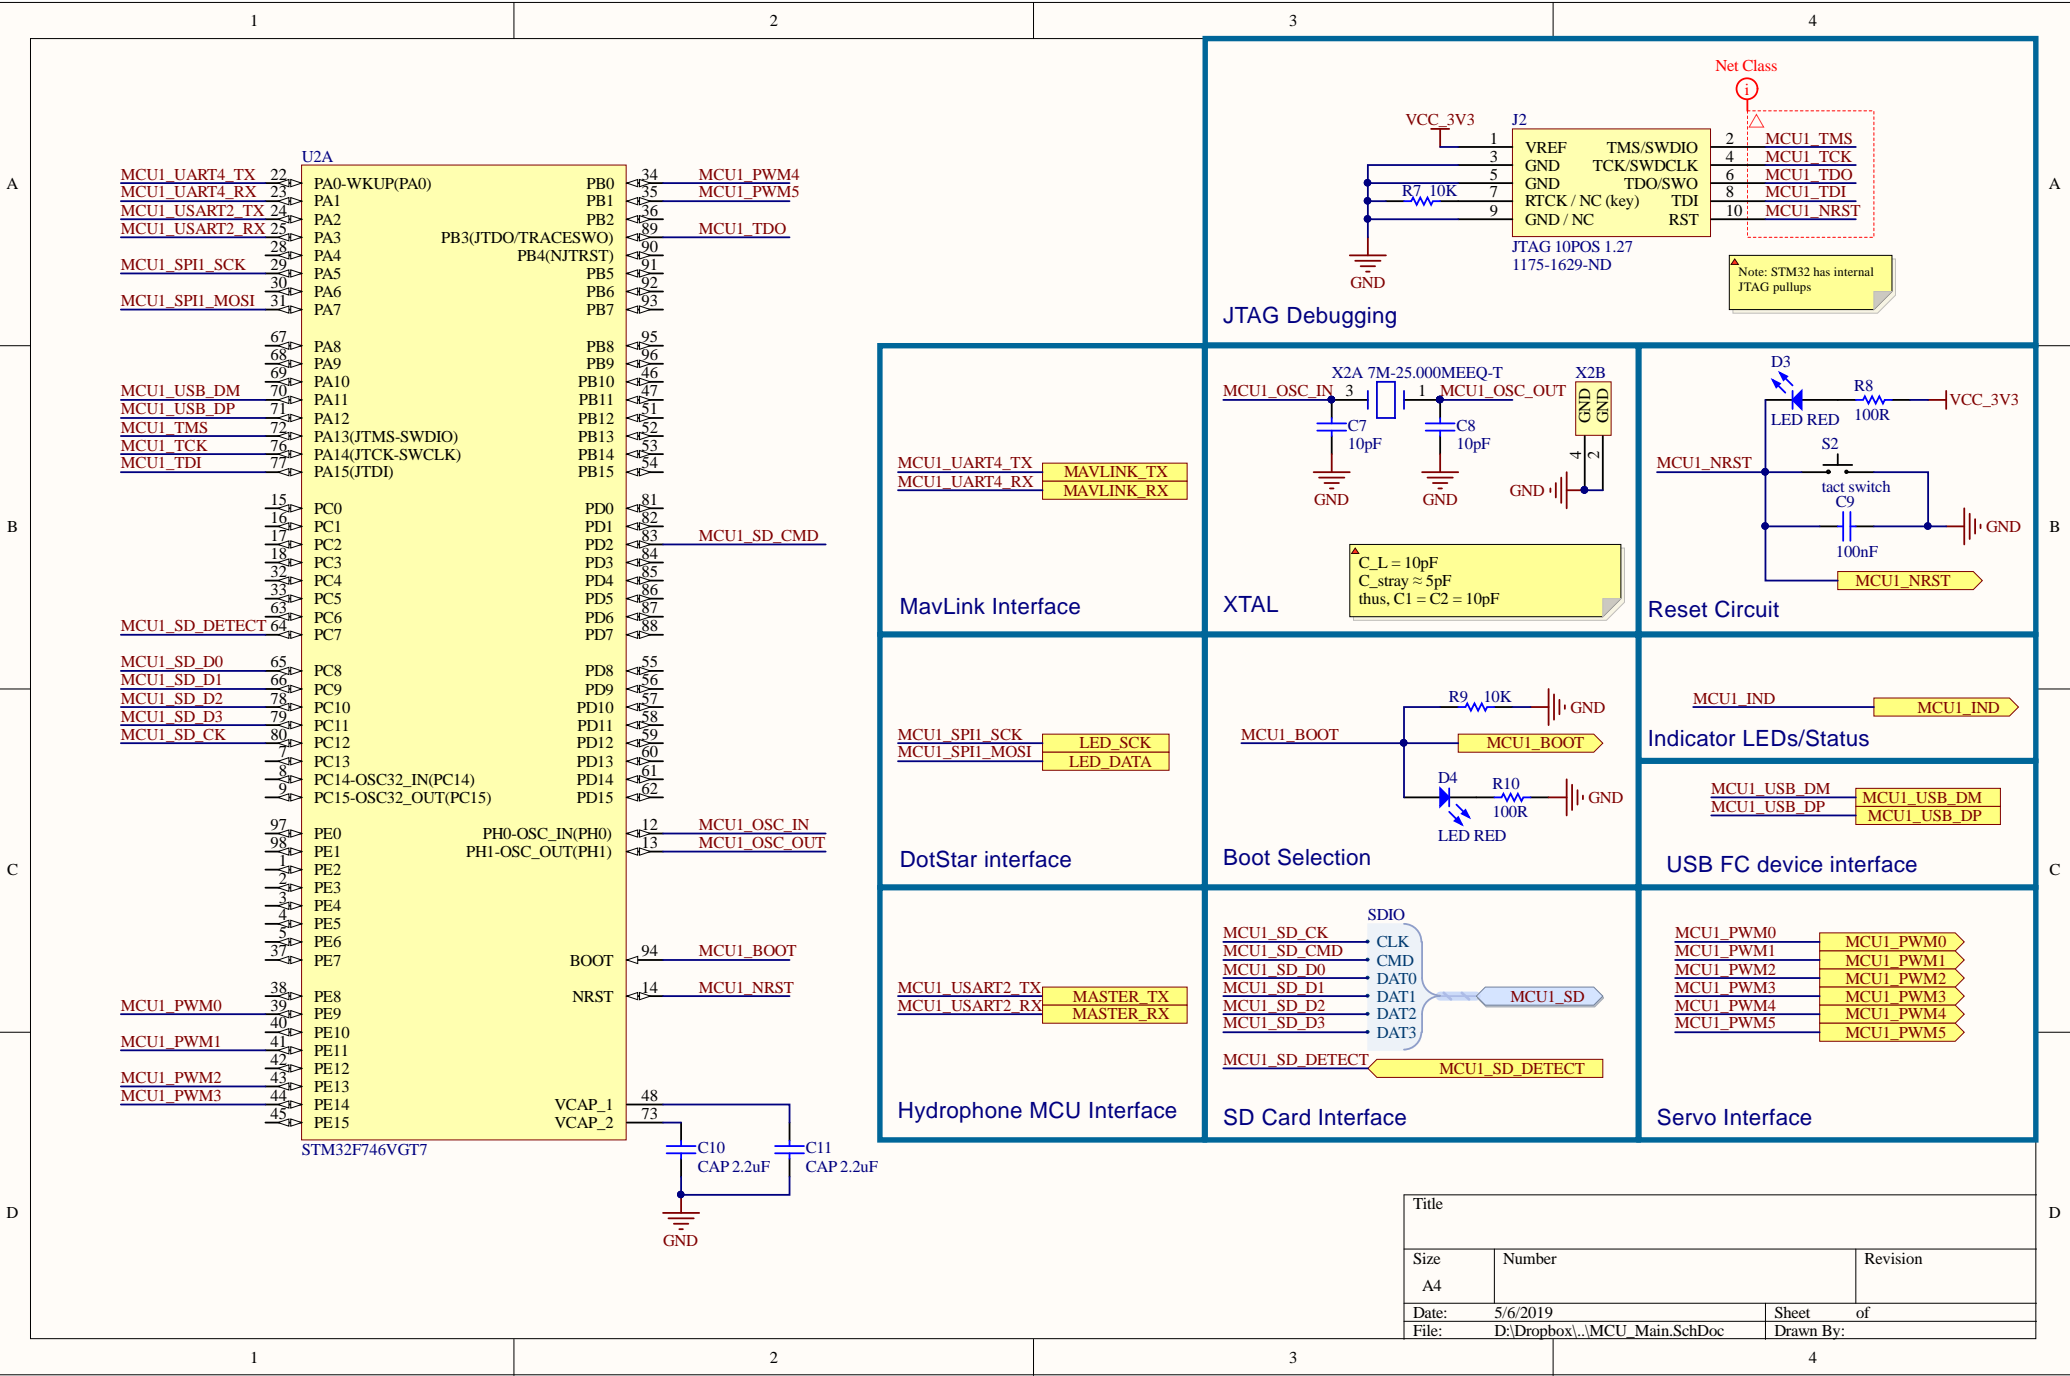 1 2 3 4
A
B
C
D
U2A
MCU1_UART4_TX 22 PA0-WKUP(PA0)
MCU1_UART4_RX 23 PA1
MCU1_USART2_TX 24 PA2
MCU1_USART2_RX 25 PA3
28 PA4
MCU1_SPI1_SCK 29 PA5
30 PA6
MCU1_SPI1_MOSI 31 PA7
67 PA8
68 PA9
69 PA10
MCU1_USB_DM 70 PA11
MCU1_USB_DP 71 PA12
MCU1_TMS 72 PA13(JTMS-SWDIO)
MCU1_TCK 76 PA14(JTCK-SWCLK)
MCU1_TDI 77 PA15(JTDI)
15 PC0
16 PC1
17 PC2
18 PC3
32 PC4
33 PC5
63 PC6
MCU1_SD_DETECT 64 PC7
MCU1_SD_D0 65 PC8
MCU1_SD_D1 66 PC9
MCU1_SD_D2 78 PC10
MCU1_SD_D3 79 PC11
MCU1_SD_CK 80 PC12
7 PC13
8 PC14-OSC32_IN(PC14)
9 PC15-OSC32_OUT(PC15)
97 PE0
98 PE1
1 PE2
2 PE3
3 PE4
4 PE5
5 PE6
37 PE7
38 PE8
MCU1_PWM0 39 PE9
40 PE10
MCU1_PWM1 41 PE11
42 PE12
MCU1_PWM2 43 PE13
MCU1_PWM3 44 PE14
45 PE15
STM32F746VGT7
PB0 34 MCU1_PWM4
PB1 35 MCU1_PWM5
PB2 36
PB3(JTDO/TRACESWO) 89 MCU1_TDO
PB4(NJTRST) 90
PB5 91
PB6 92
PB7 93
PB8 95
PB9 96
PB10 46
PB11 47
PB12 51
PB13 52
PB14 53
PB15 54
PD0 81
PD1 82
PD2 83 MCU1_SD_CMD
PD3 84
PD4 85
PD5 86
PD6 87
PD7 88
PD8 55
PD9 56
PD10 57
PD11 58
PD12 59
PD13 60
PD14 61
PD15 62
PH0-OSC_IN(PH0) 12 MCU1_OSC_IN
PH1-OSC_OUT(PH1) 13 MCU1_OSC_OUT
BOOT 94 MCU1_BOOT
NRST 14 MCU1_NRST
VCAP_1 48
VCAP_2 73
C10
CAP 2.2uF
C11
CAP 2.2uF
GND
Net Class
i
VCC_3V3
J2
1 VREF TMS/SWDIO 2 MCU1_TMS
3 GND TCK/SWDCLK 4 MCU1_TCK
5 GND TDO/SWO 6 MCU1_TDO
R7 10K 7 RTCK / NC (key) TDI 8 MCU1_TDI
9 GND / NC RST 10 MCU1_NRST
JTAG 10POS 1.27
1175-1629-ND
GND
Note: STM32 has internal
JTAG pullups
JTAG Debugging
MCU1_UART4_TX MAVLINK_TX
MCU1_UART4_RX MAVLINK_RX
MavLink Interface
X2A 7M-25.000MEEQ-T
MCU1_OSC_IN 3 1 MCU1_OSC_OUT
C7
10pF
C8
10pF
GND
GND
X2B
GND
GND
4
2
GND
C_L = 10pF
C_stray ≈ 5pF
thus, C1 = C2 = 10pF
XTAL
D3
LED RED
R8
100R
VCC_3V3
S2
MCU1_NRST
tact switch
C9
100nF
GND
MCU1_NRST
Reset Circuit
MCU1_SPI1_SCK LED_SCK
MCU1_SPI1_MOSI LED_DATA
DotStar interface
R9 10K
GND
MCU1_BOOT MCU1_BOOT
D4
LED RED
R10
100R
GND
Boot Selection
MCU1_IND MCU1_IND
Indicator LEDs/Status
MCU1_USB_DM MCU1_USB_DM
MCU1_USB_DP MCU1_USB_DP
USB FC device interface
MCU1_USART2_TX MASTER_TX
MCU1_USART2_RX MASTER_RX
Hydrophone MCU Interface
SDIO
MCU1_SD_CK CLK
MCU1_SD_CMD CMD
MCU1_SD_D0 DAT0
MCU1_SD_D1 DAT1 MCU1_SD
MCU1_SD_D2 DAT2
MCU1_SD_D3 DAT3
MCU1_SD_DETECT MCU1_SD_DETECT
SD Card Interface
MCU1_PWM0 MCU1_PWM0
MCU1_PWM1 MCU1_PWM1
MCU1_PWM2 MCU1_PWM2
MCU1_PWM3 MCU1_PWM3
MCU1_PWM4 MCU1_PWM4
MCU1_PWM5 MCU1_PWM5
Servo Interface
A
B
C
D
Title
Size Number Revision
A4
Date: 5/6/2019 Sheet of
File: D:\Dropbox\..\MCU_Main.SchDoc Drawn By:
1 2 3 4